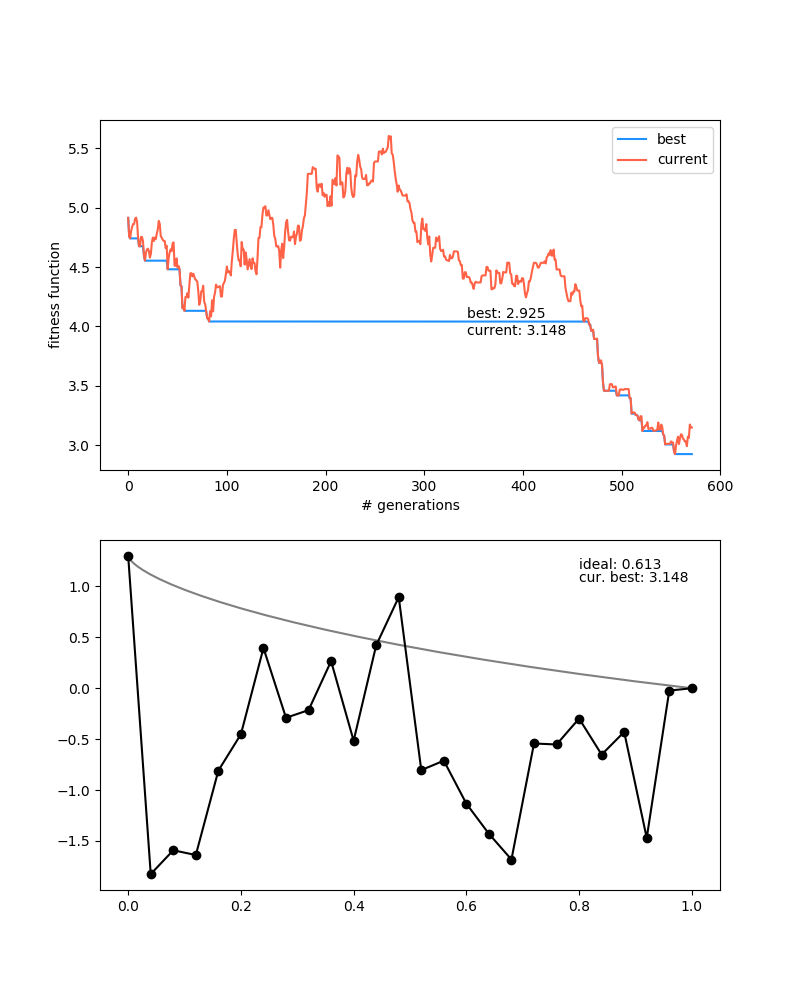 best
current
5.5
5.0
4.5
4.0
3.5
3.0
fitness function
best: 2.925
current: 3.148
0 100 200 300 400 500 600
# generations
ideal: 0.613
cur. best: 3.148
1.0
0.5
0.0
−0.5
−1.0
−1.5
0.0 0.2 0.4 0.6 0.8 1.0